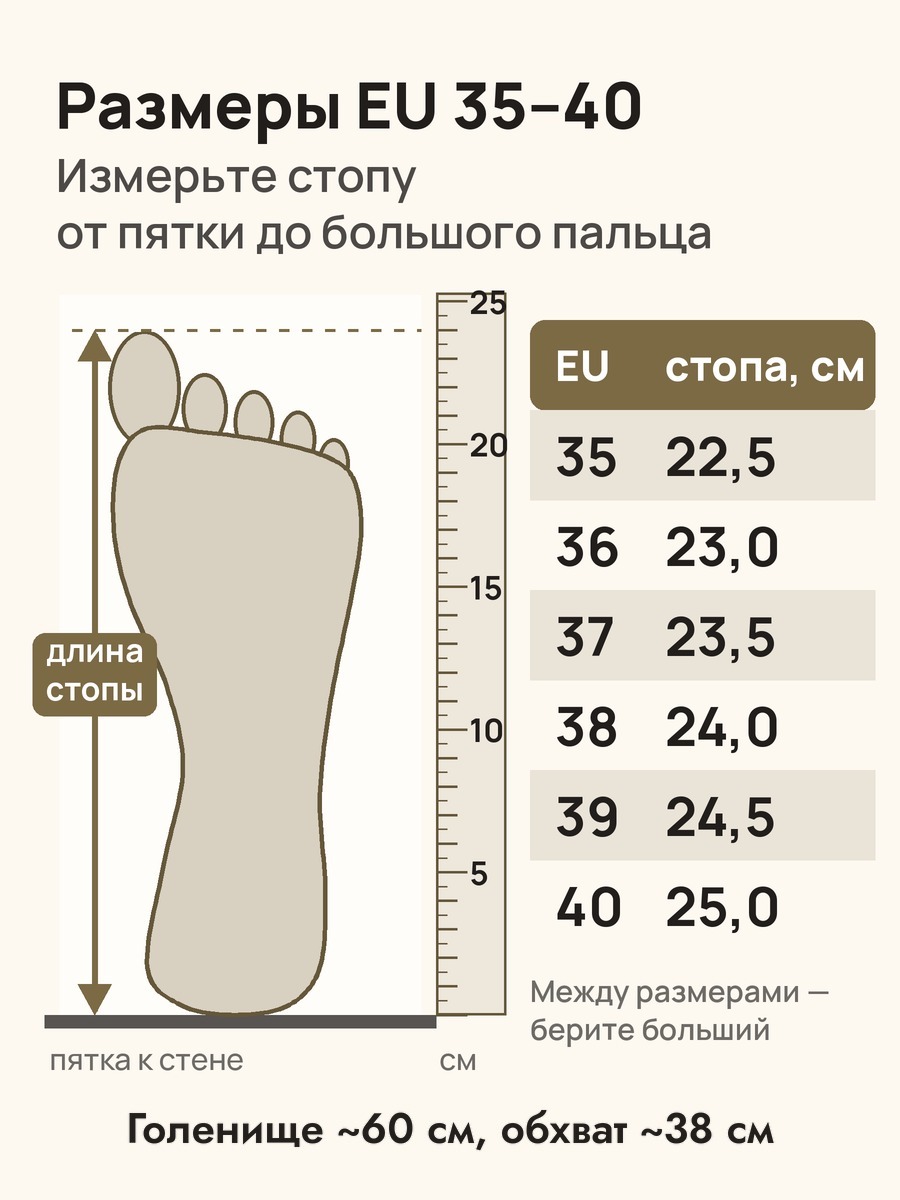 Размеры EU 35–40
Измерьте стопу
от пятки до большого пальца
25
20
15
10
5
длина
стопы
EU стопа, см
35 22,5
36 23,0
37 23,5
38 24,0
39 24,5
40 25,0
Между размерами —
берите больший
пятка к стене
см
Голенище ~60 см, обхват ~38 см